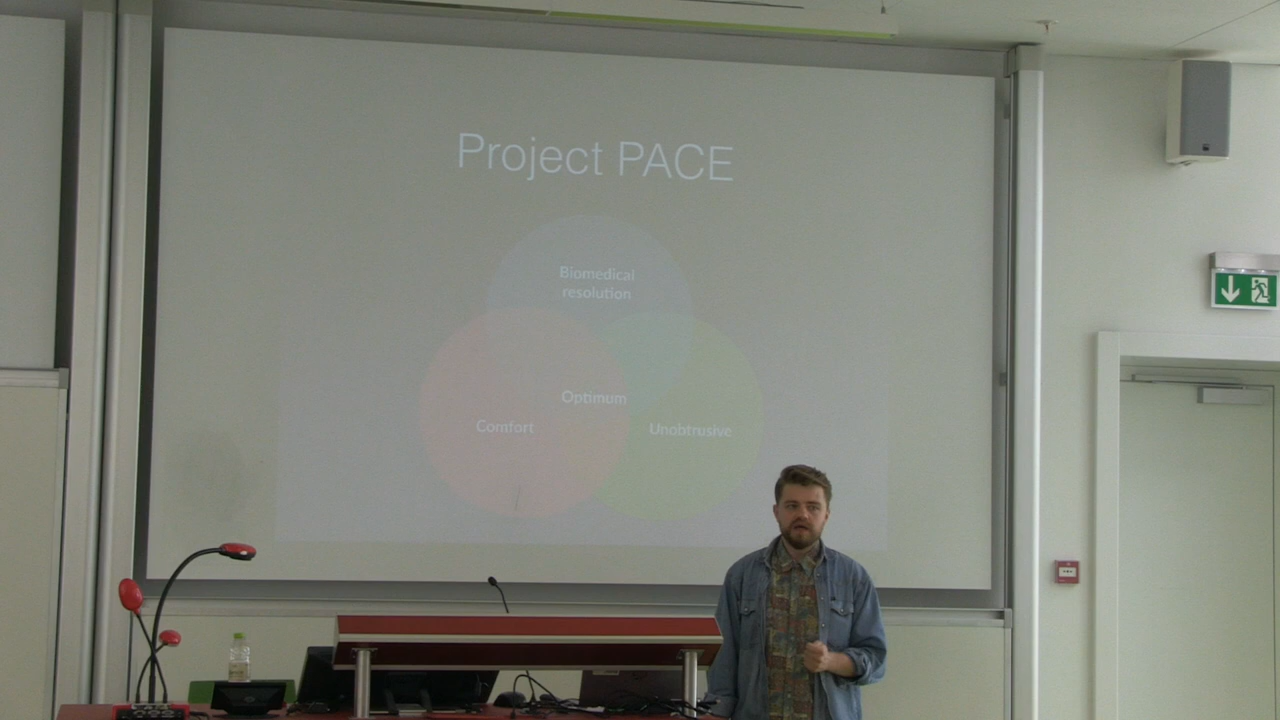 Project PACE
Biomedical
resolution
Optimum
Comfort
Unobtrusive